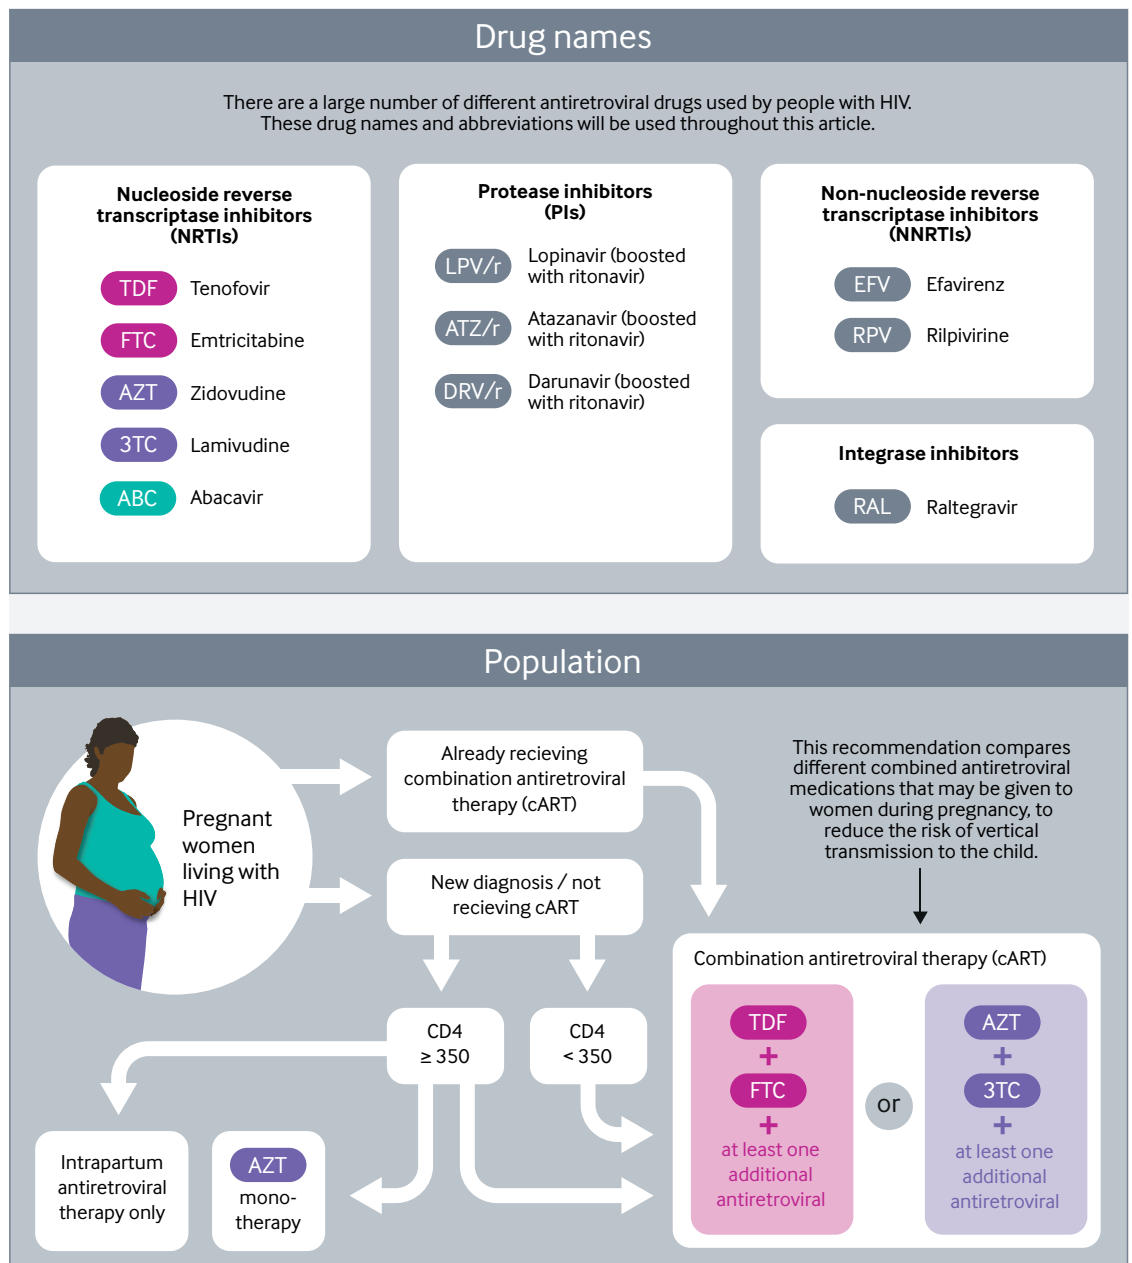 Drug names
There are a large number of different antiretroviral drugs used by people with HIV.
These drug names and abbreviations will be used throughout this article.
Nucleoside reverse
transcriptase inhibitors
(NRTIs)
TDF Tenofovir
FTC Emtricitabine
AZT Zidovudine
3TC Lamivudine
ABC Abacavir
Protease inhibitors
(PIs)
LPV/r Lopinavir (boosted
with ritonavir)
ATZ/r Atazanavir (boosted
with ritonavir)
DRV/r Darunavir (boosted
with ritonavir)
Non-nucleoside reverse
transcriptase inhibitors
(NNRTIs)
EFV Efavirenz
RPV Rilpivirine
Integrase inhibitors
RAL Raltegravir
Population
Pregnant
women
living with
HIV
Already recieving
combination antiretroviral
therapy (cART)
New diagnosis / not
recieving cART
This recommendation compares
different combined antiretroviral
medications that may be given to
women during pregnancy, to
reduce the risk of vertical
transmission to the child.
CD4
≥ 350
CD4
< 350
Intrapartum
antiretroviral
therapy only
AZT
mono-
therapy
Combination antiretroviral therapy (cART)
TDF
+
FTC
+
at least one
additional
antiretroviral
or
AZT
+
3TC
+
at least one
additional
antiretroviral